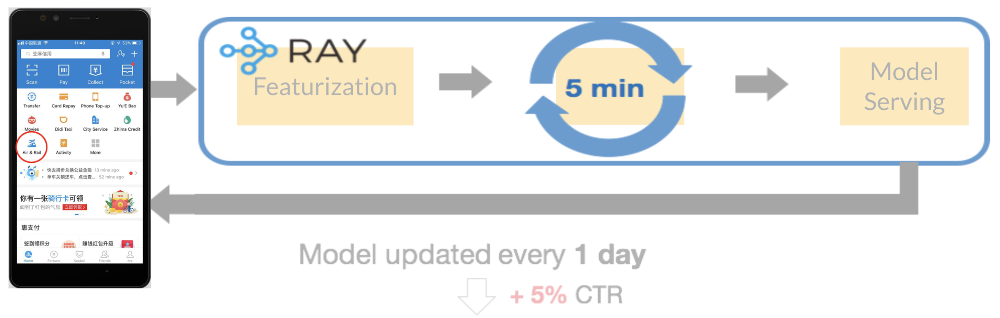 中国联通 11:49 53%
芝麻信用
Scan Pay Collect Pocket
Transfer Card Repay Phone Top-up Yu'E Bao
Movies Didi Taxi City Service Zhima Credit
Air & Rail Activity More
• 快去捐步兑换公益金啦 13 mins ago
• 单车关锁还车，点击查... 52 mins ago
你有一张骑行卡可领
闻到了红包的气息 立即领取 >
10元
惠支付
签到领积分 赚钱红包升级
支
Home Fortune Koubei Friends Me
RAY
Featurization
5 min
Model
Serving
Model updated every 1 day
+ 5% CTR